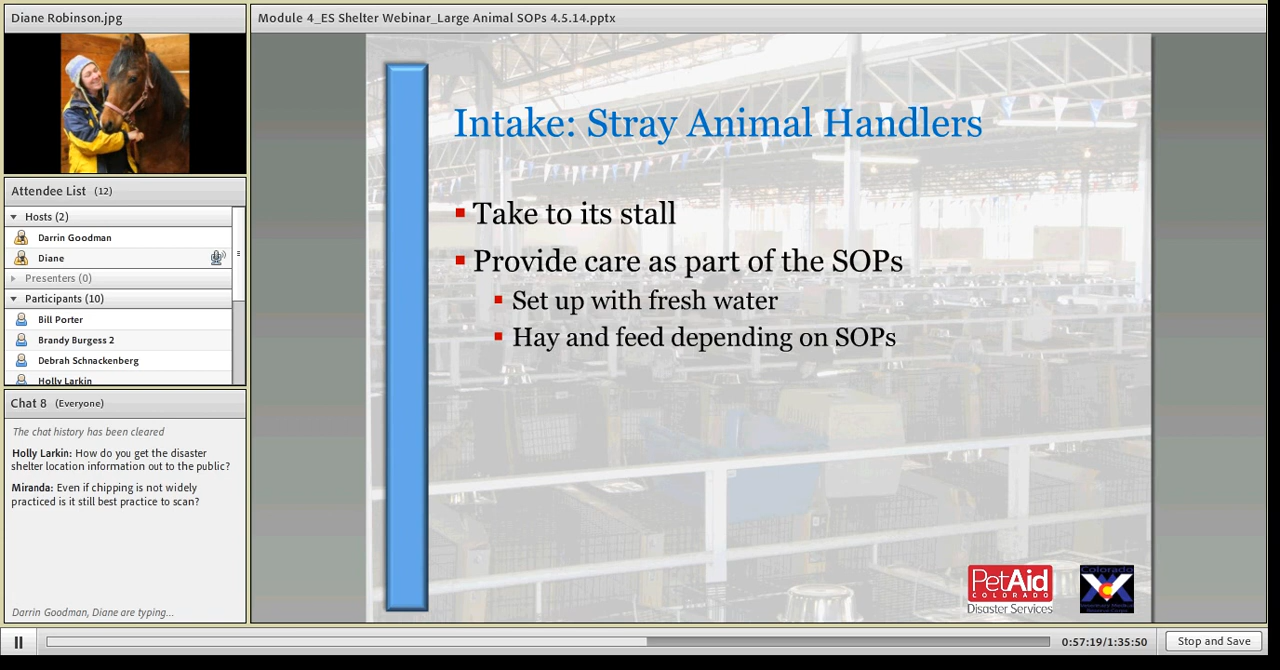 Diane Robinson.jpg
Module 4_ES Shelter Webinar_Large Animal SOPs 4.5.14.pptx
Attendee List (12)
Hosts (2)
Darrin Goodman
Diane
Presenters (0)
Participants (10)
Bill Porter
Brandy Burgess 2
Debrah Schnackenberg
Holly Larkin
Chat 8 (Everyone)
The chat history has been cleared
Holly Larkin: How do you get the disaster
shelter location information out to the public?
Miranda: Even if chipping is not widely
practiced is it still best practice to scan?
Darrin Goodman, Diane are typing...
Intake: Stray Animal Handlers
Take to its stall
Provide care as part of the SOPs
Set up with fresh water
Hay and feed depending on SOPs
PetAid
COLORADO
Disaster Services
Colorado
0:57:19/1:35:50
Stop and Save